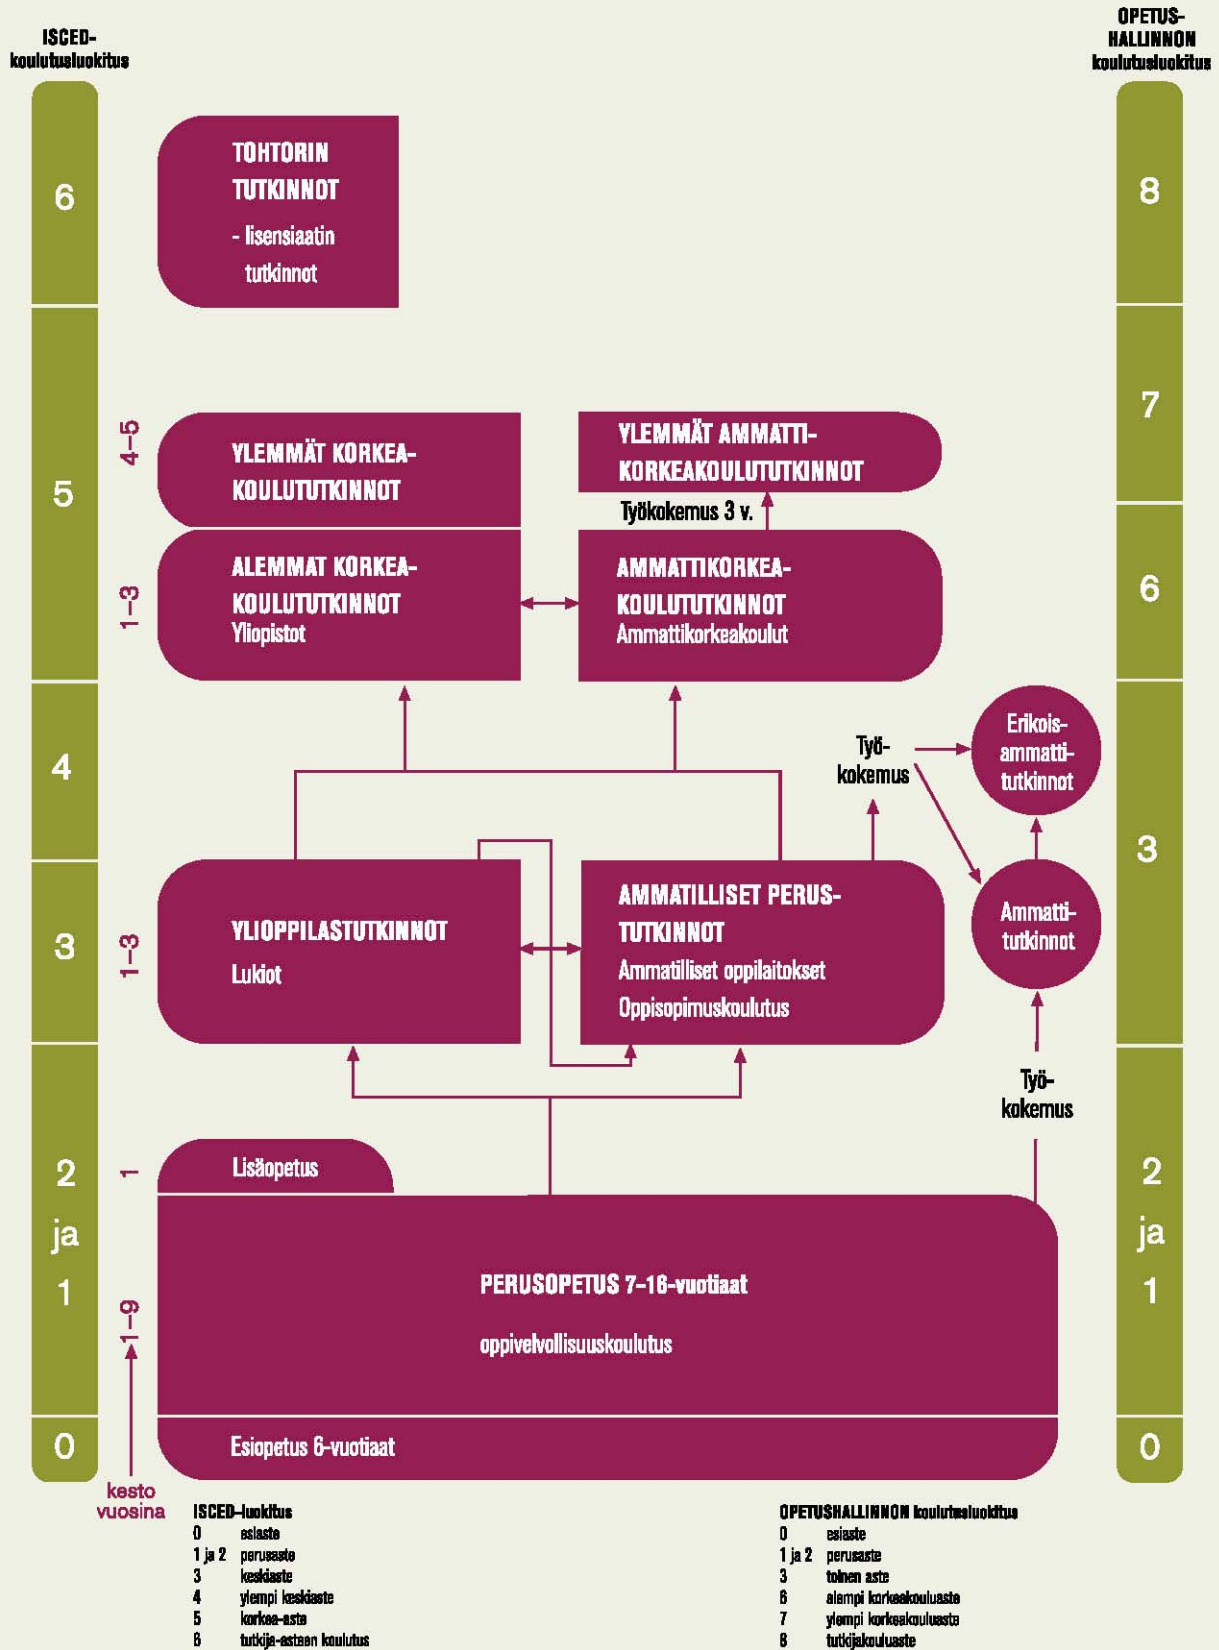 ISCED-
koulutusluokitus
OPETUS-
HALLINNON
koulutusluokitus
6
5
4
3
2
ja
1
0
4–5
1–3
1–3
1
1–9
kesto
vuosina
TOHTORIN
TUTKINNOT
- lisensiaatin
tutkinnot
YLEMMÄT KORKEA-
KOULUTUTKINNOT
YLEMMÄT AMMATTI-
KORKEAKOULUTUTKINNOT
Työkokemus 3 v.
ALEMMAT KORKEA-
KOULUTUTKINNOT
Yliopistot
AMMATTIKORKEA-
KOULUTUTKINNOT
Ammattikorkeakoulut
Työ-
kokemus
Erikois-
ammatti-
tutkinnot
YLIOPPILASTUTKINNOT
Lukiot
AMMATILLISET PERUS-
TUTKINNOT
Ammatilliset oppilaitokset
Oppisopimuskoulutus
Ammatti-
tutkinnot
Työ-
kokemus
Lisäopetus
PERUSOPETUS 7–16-vuotiaat
oppivelvollisuuskoulutus
Esiopetus 6-vuotiaat
8
7
6
3
2
ja
1
0
ISCED-luokitus
0 esiaste
1 ja 2 perusaste
3 keskiaste
4 ylempi keskiaste
5 korkea-aste
6 tutkija-asteen koulutus
OPETUSHALLINNON koulutusluokitus
0 esiaste
1 ja 2 perusaste
3 toinen aste
6 alempi korkeakouluaste
7 ylempi korkeakouluaste
8 tutkijakouluaste